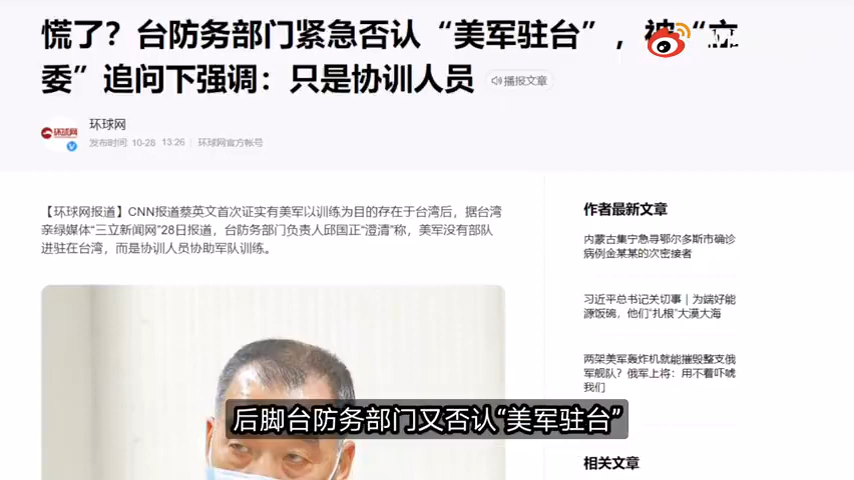 慌了？台防务部门紧急否认“美军驻台”，被“立
委”追问下强调：只是协训人员
播报文章
环球网
环球网
发布时间 10-28 13:26 | 环球网官方帐号
【环球网报道】CNN报道蔡英文首次证实有美军以训练为目的存在于台湾后，据台湾
亲绿媒体“三立新闻网”28日报道，台防务部门负责人邱国正“澄清”称，美军没有部队
进驻在台湾，而是协训人员协助军队训练。
作者最新文章
内蒙古集宁急寻鄂尔多斯市确诊
病例金某某的次密接者
习近平总书记关切事｜为端好能
源饭碗，他们“扎根”大漠大海
两架美军轰炸机就能摧毁整支俄
军舰队？俄军上将：用不着吓唬
我们
相关文章
后脚台防务部门又否认“美军驻台”